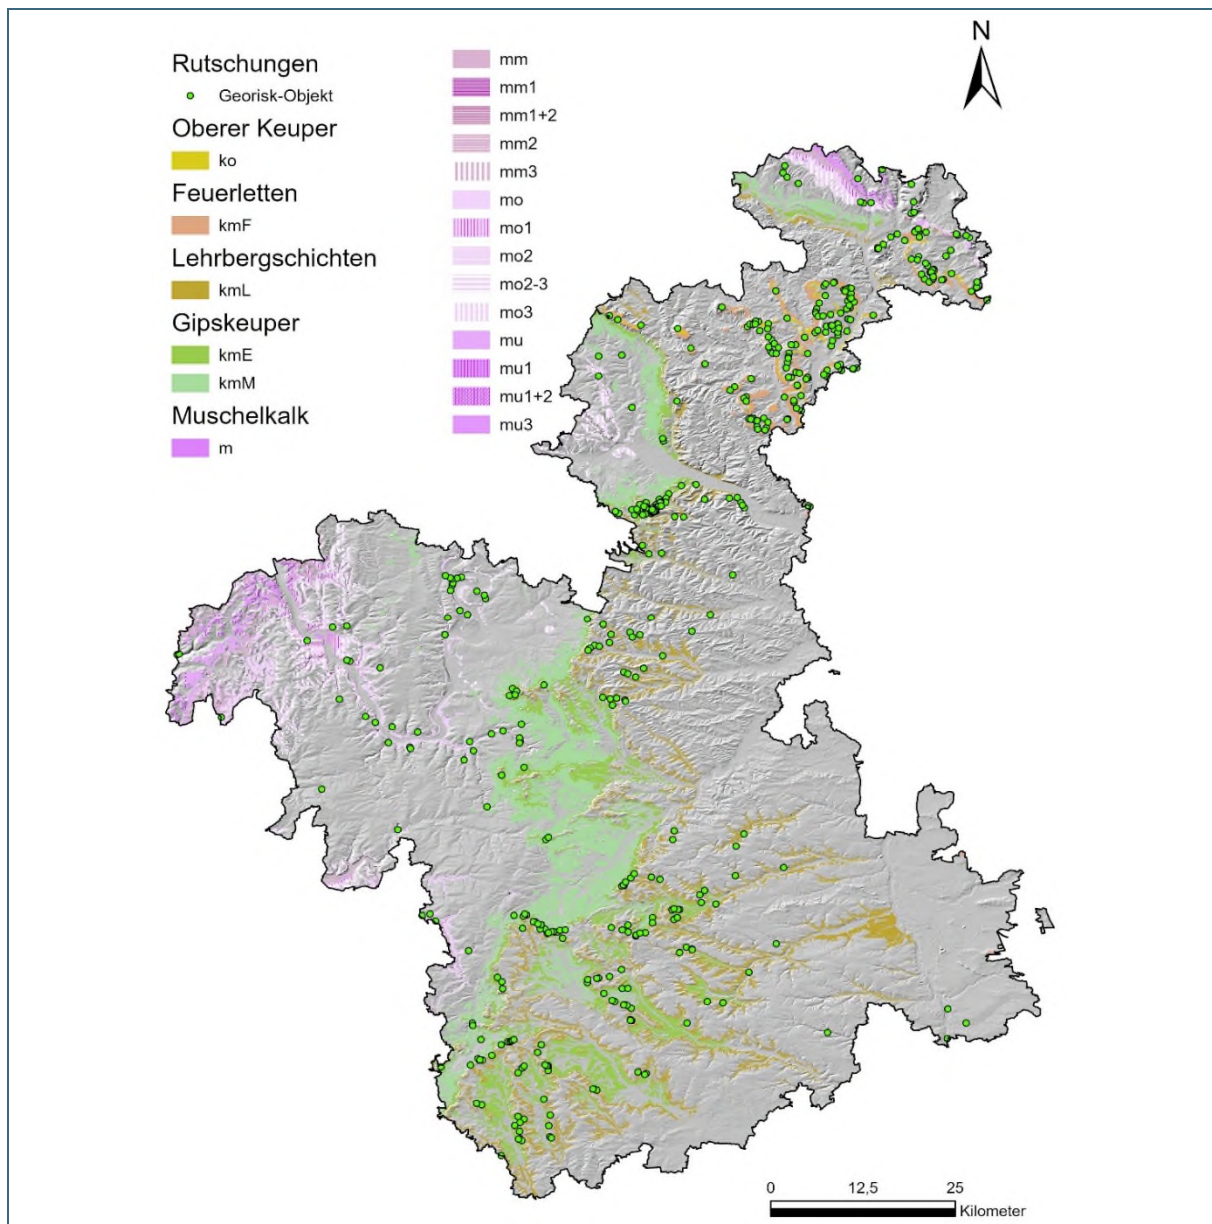 Rutschungen
Georisk-Objekt
Oberer Keuper
ko
Feuerletten
kmF
Lehrbergschichten
kmL
Gipskeuper
kmE
kmM
Muschelkalk
m
mm
mm1
mm1+2
mm2
mm3
mo
mo1
mo2
mo2-3
mo3
mu
mu1
mu1+2
mu3
N
0 12,5 25
Kilometer